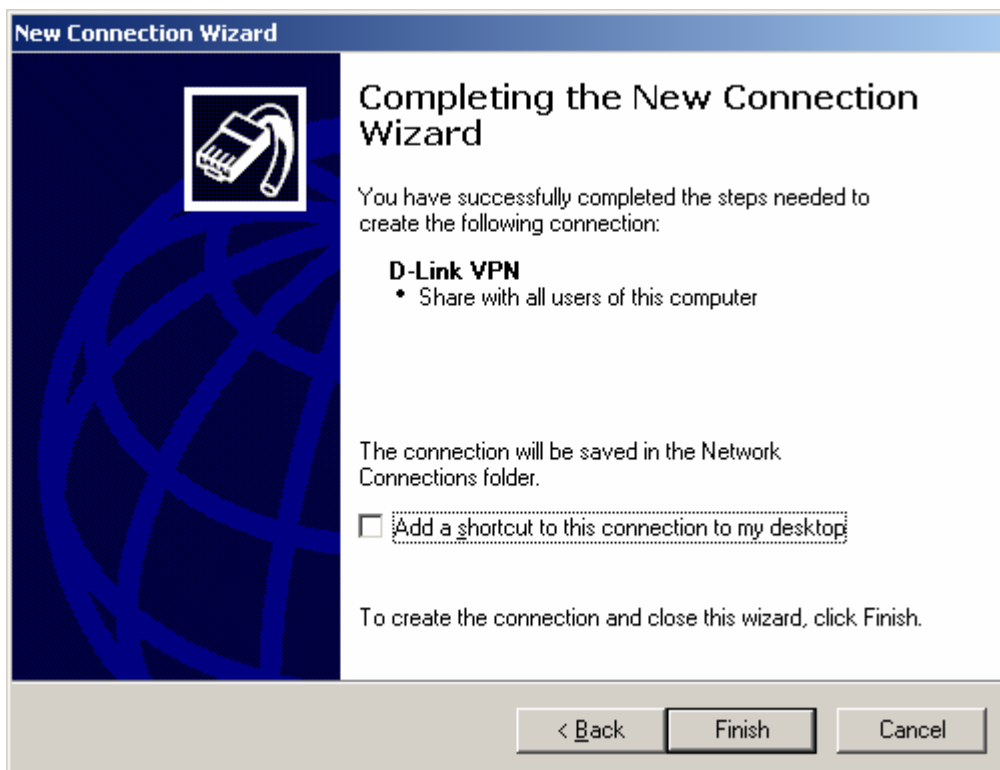 New Connection Wizard
Completing the New Connection
Wizard
You have successfully completed the steps needed to
create the following connection:
D-Link VPN
• Share with all users of this computer
The connection will be saved in the Network
Connections folder.
Add a shortcut to this connection to my desktop
To create the connection and close this wizard, click Finish.
< Back
Finish
Cancel